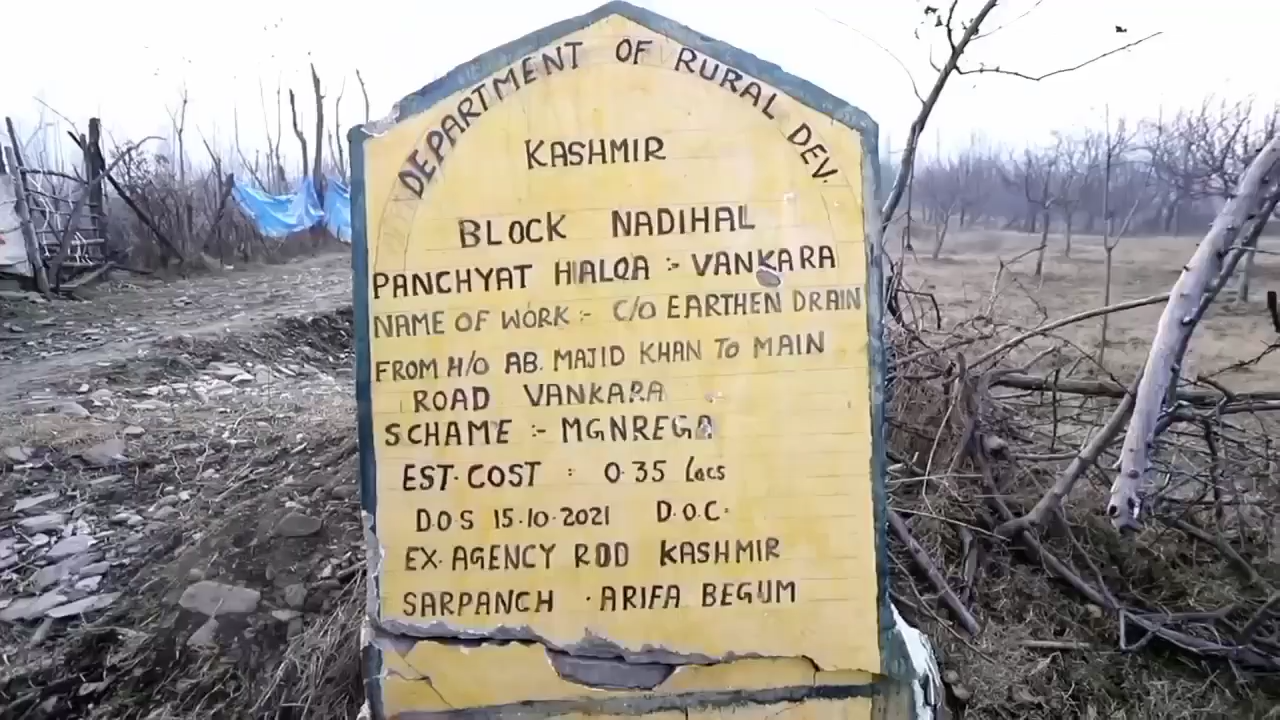 DEPARTMENT OF RURAL DEV.
KASHMIR
BLOCK NADIHAL
PANCHYAT HALQA :- VANKARA
NAME OF WORK :- C/O EARTHEN DRAIN
FROM H/O AB. MAJID KHAN TO MAIN
ROAD VANKARA
SCHAME :- MGNREGA
EST. COST : 0.35 Lacs
D.O.S 15.10.2021 D.O.C.
EX. AGENCY RDD KASHMIR
SARPANCH . ARIFA BEGUM